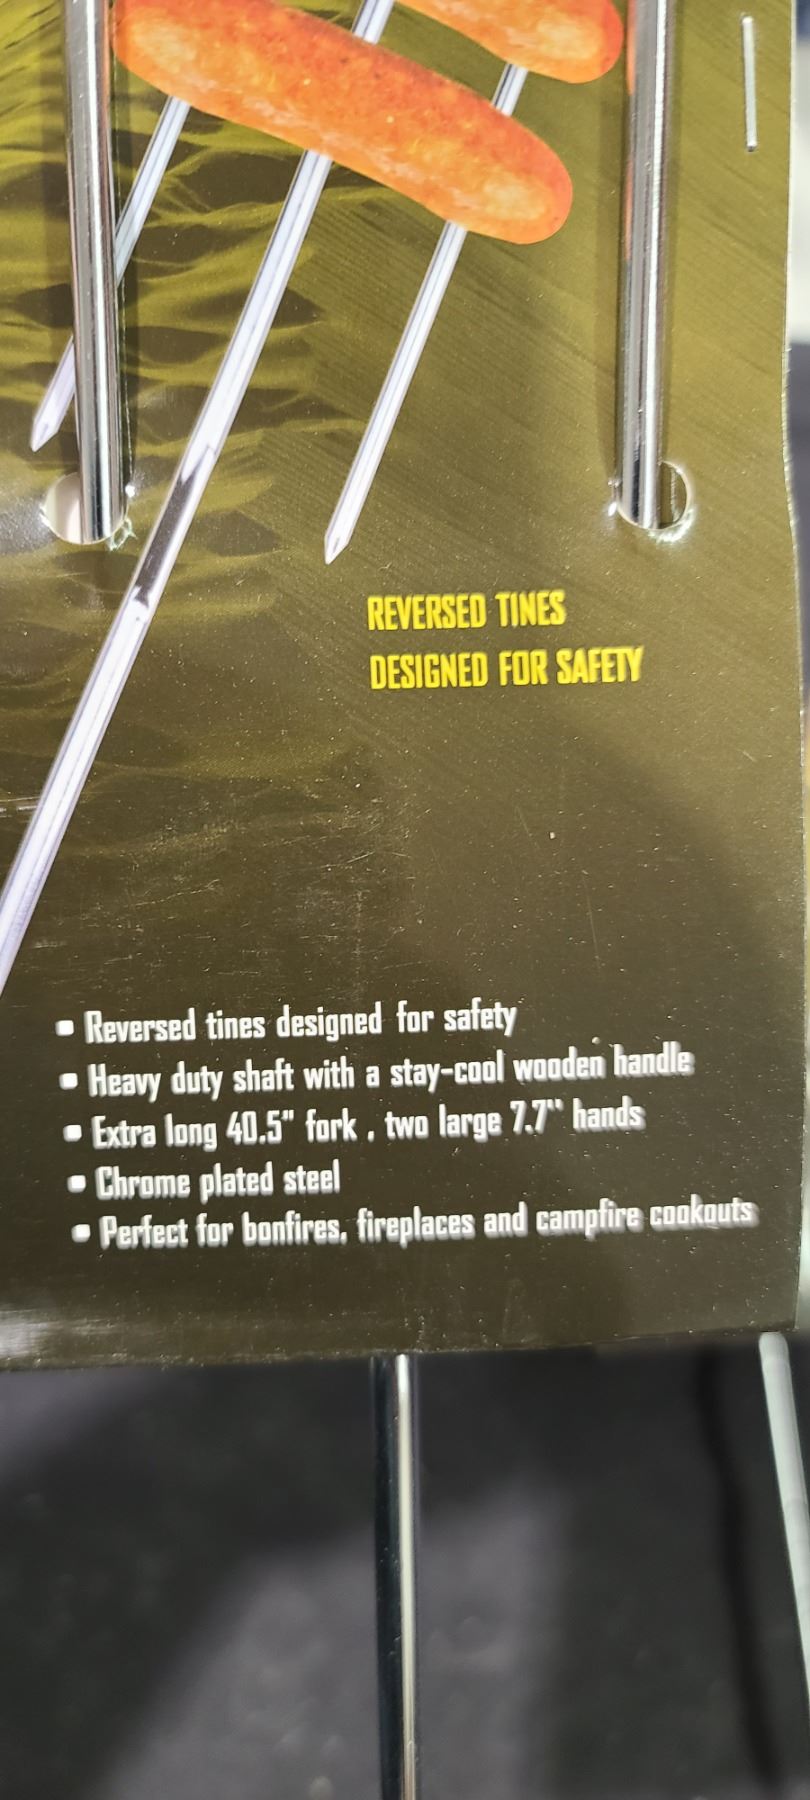 REVERSED TINES
DESIGNED FOR SAFETY
▪ Reversed tines designed for safety
▪ Heavy duty shaft with a stay-cool wooden handle
▪ Extra long 40.5" fork , two large 7.7" hands
▪ Chrome plated steel
▪ Perfect for bonfires, fireplaces and campfire cookouts